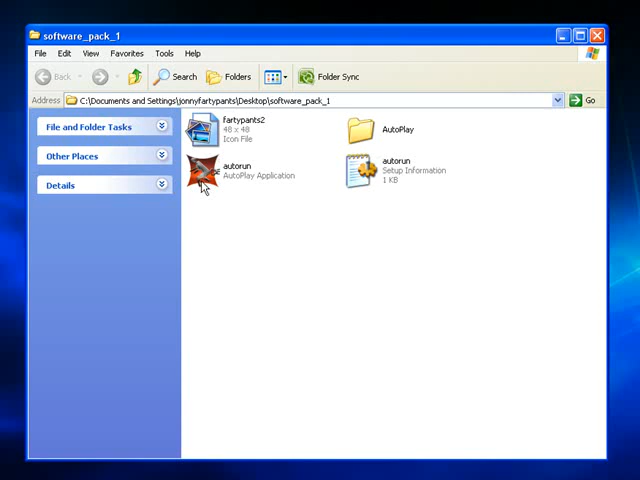 software_pack_1
File Edit View Favorites Tools Help
Back Search Folders Folder Sync
Address C:\Documents and Settings\jonnyfartypants\Desktop\software_pack_1 Go
File and Folder Tasks
Other Places
Details
fartypants2
48 x 48
Icon File
AutoPlay
autorun
AutoPlay Application
autorun
Setup Information
1 KB